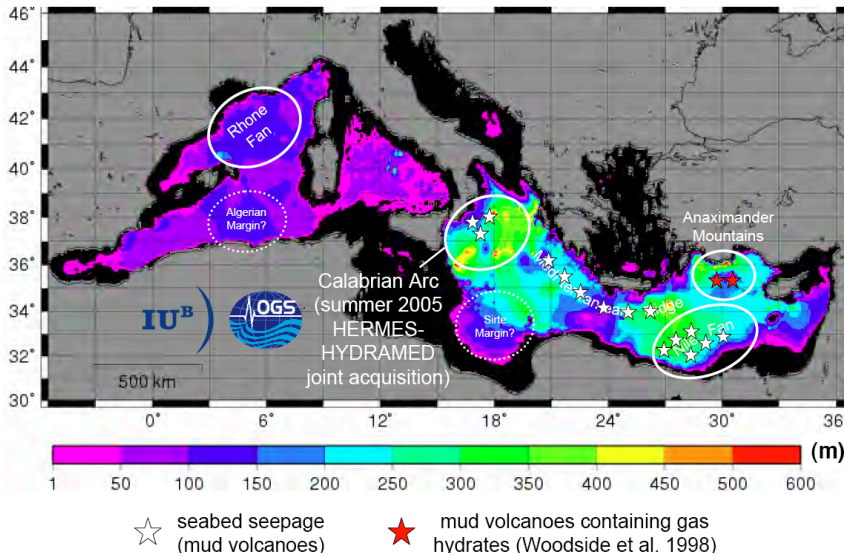 46°
44°
42°
40°
38°
36°
34°
32°
30°
0°
6°
12°
18°
24°
30°
36°
Rhone
Fan
Algerian
Margin?
Anaximander
Mountains
Calabrian Arc
(summer 2005
HERMES-
HYDRAMED
joint acquisition)
Mediterranean Ridge
Sirte
Margin?
Nile Fan
IUB
OGS
500 km
(m)
1
50
100
150
200
250
300
350
400
450
500
600
seabed seepage
(mud volcanoes)
mud volcanoes containing gas
hydrates (Woodside et al. 1998)